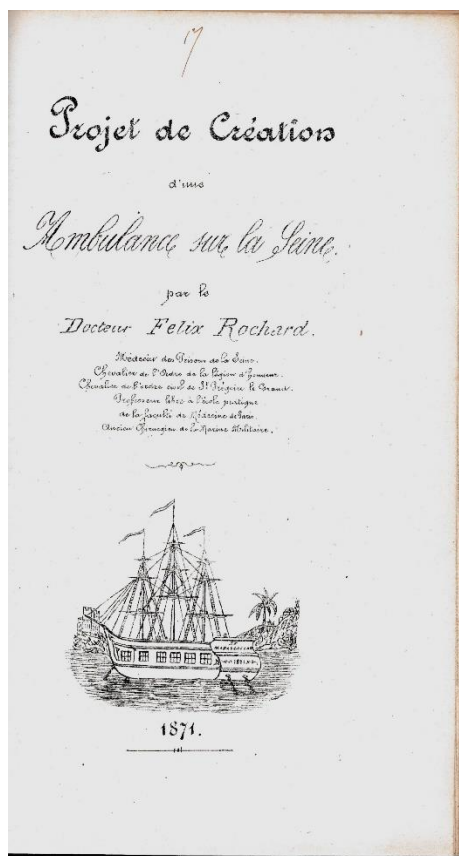 17
Projet de Création
d'une
Ambulance sur la Seine.
par le
Docteur Felix Rochard.
Médecin des Prisons de la Seine.
Chevalier de l'Ordre de la Légion d'honneur.
Chevalier de l'ordre civil de St Grégoire le Grand.
Professeur libre à l'école pratique
de la faculté de Médecine de Paris.
Ancien Chirurgien de la Marine Militaire.
1871.